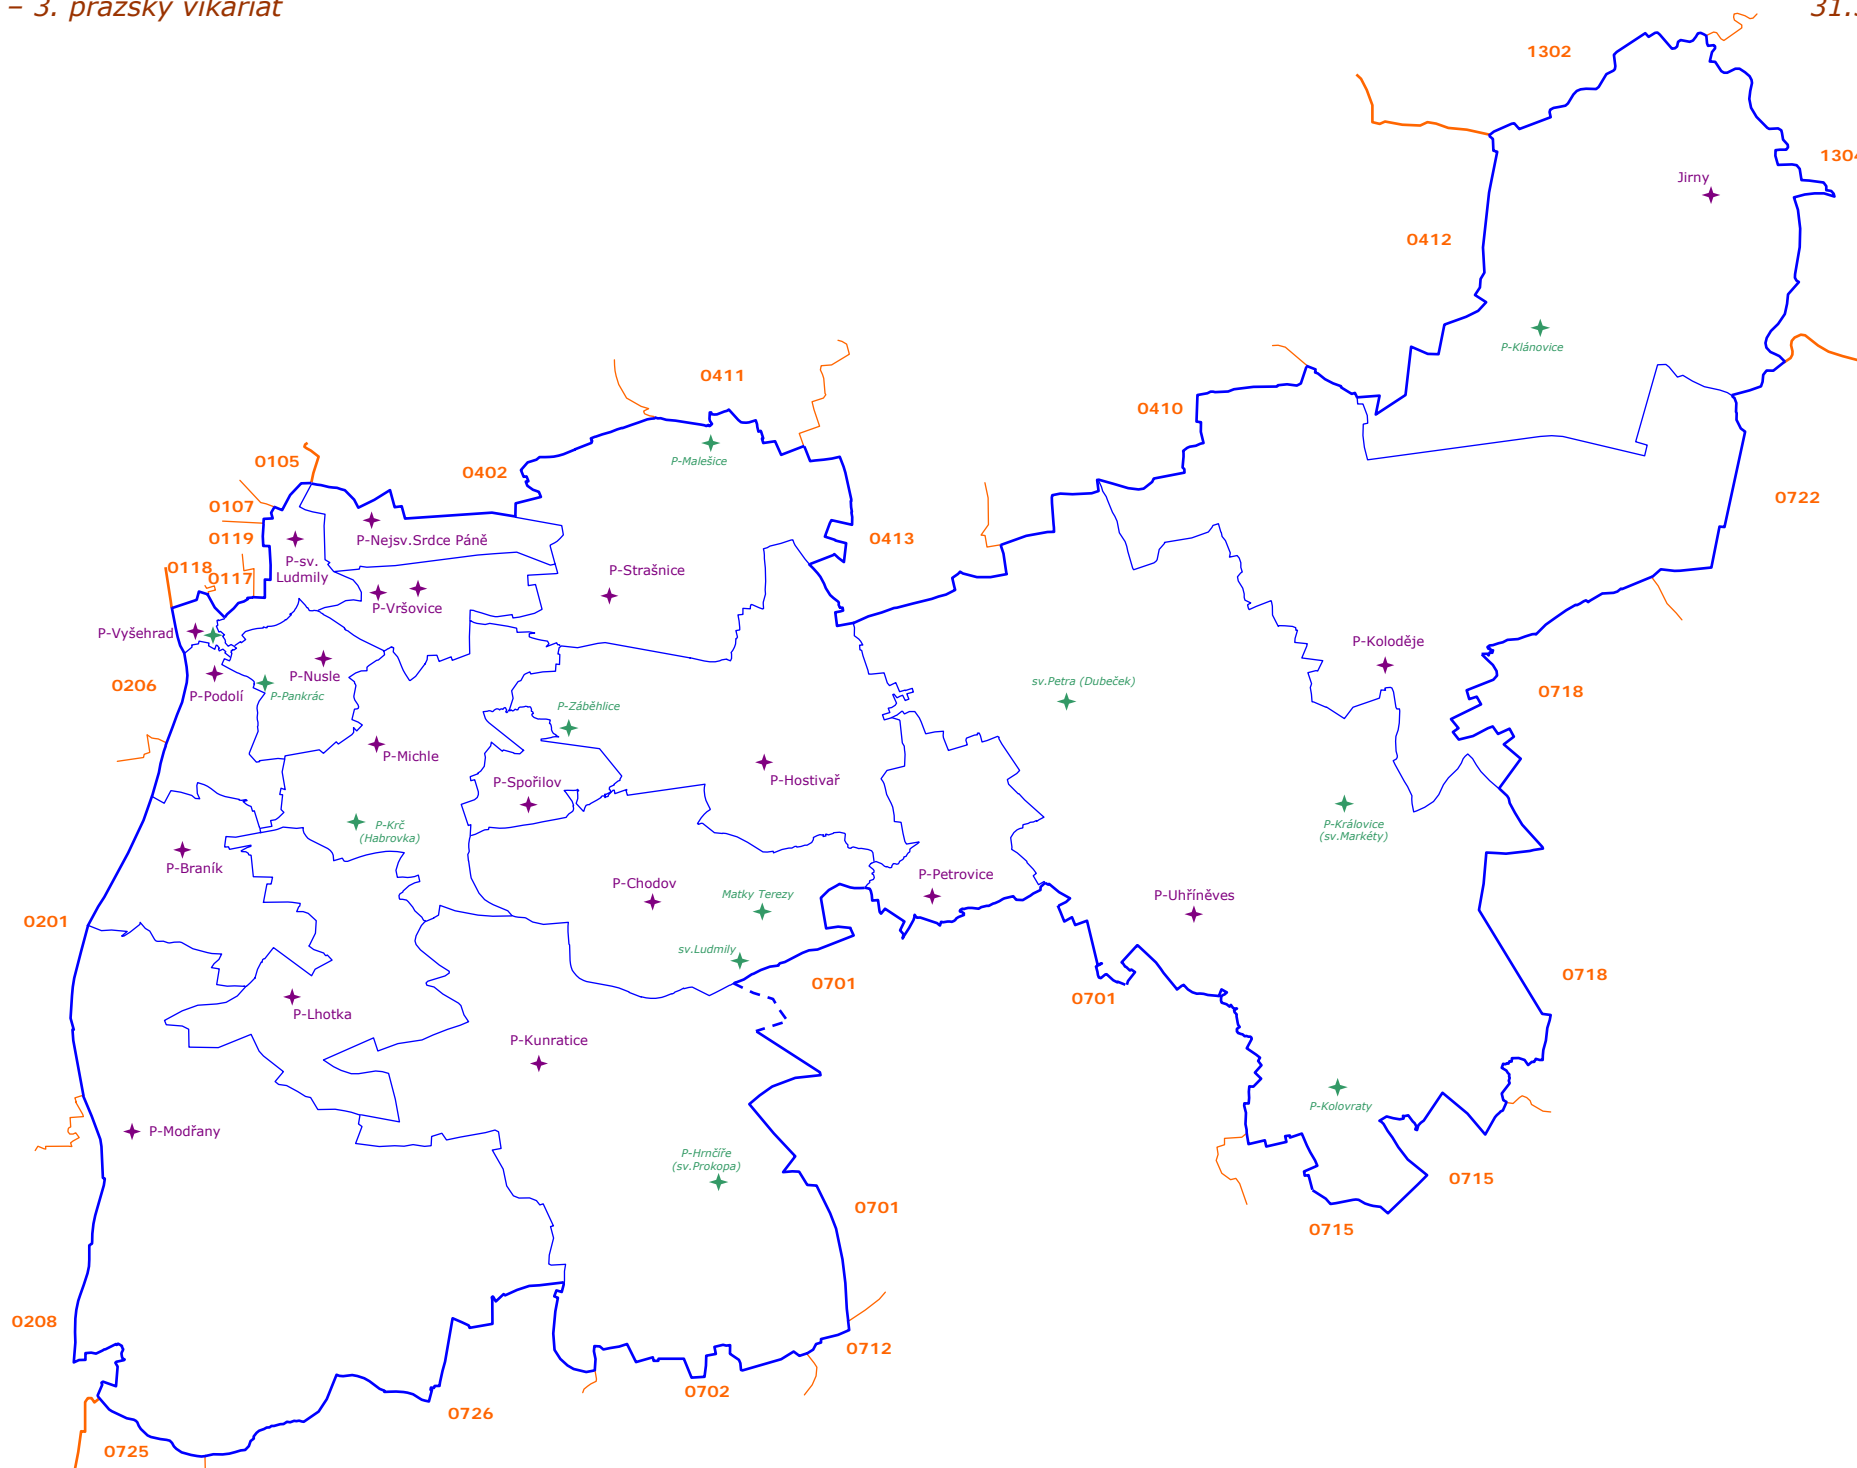 – 3. pražský vikariát
31.
1302
1304
Jirny
0412
P-Klánovice
0411
0410
P-Malešice
0105
0402
0722
0107
0119
0413
P-Nejsv.Srdce Páně
P-sv.
Ludmily
0118
0117
P-Strašnice
P-Vršovice
P-Vyšehrad
P-Koloděje
0206
P-Podolí
P-Pankrác
P-Nusle
sv.Petra (Dubeček)
0718
P-Záběhlice
P-Michle
P-Spořilov
P-Hostivař
P-Krč
(Habrovka)
P-Královice
(sv.Markéty)
P-Braník
P-Chodov
Matky Terezy
P-Petrovice
P-Uhříněves
0201
sv.Ludmily
0701
0701
0718
P-Lhotka
P-Kunratice
P-Modřany
P-Kolovraty
P-Hrnčíře
(sv.Prokopa)
0715
0701
0715
0208
0712
0702
0726
0725